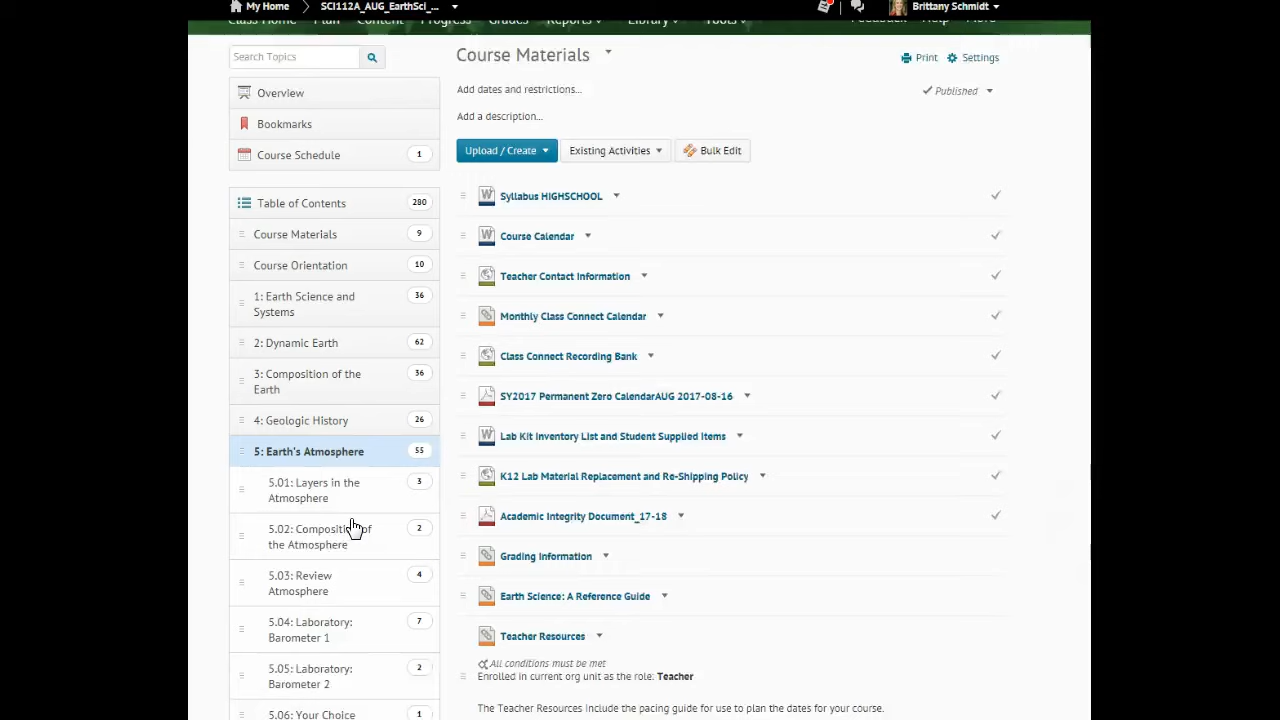 My Home
SCI112A_AUG_EarthSci_...
Brittany Schmidt
Class Home Plan Content Progress Grades Reports Library Tools Feedback Help More
Search Topics
Overview
Bookmarks
Course Schedule 1
Table of Contents 280
Course Materials 9
Course Orientation 10
1: Earth Science and 36
Systems
2: Dynamic Earth 62
3: Composition of the 36
Earth
4: Geologic History 26
5: Earth's Atmosphere 55
5.01: Layers in the 3
Atmosphere
5.02: Composition of 2
the Atmosphere
5.03: Review 4
Atmosphere
5.04: Laboratory: 7
Barometer 1
5.05: Laboratory: 2
Barometer 2
5.06: Your Choice 1
Course Materials
Print Settings
Add dates and restrictions...
Published
Add a description...
Upload / Create Existing Activities Bulk Edit
Syllabus HIGHSCHOOL
Course Calendar
Teacher Contact Information
Monthly Class Connect Calendar
Class Connect Recording Bank
SY2017 Permanent Zero CalendarAUG 2017-08-16
Lab Kit Inventory List and Student Supplied Items
K12 Lab Material Replacement and Re-Shipping Policy
Academic Integrity Document_17-18
Grading Information
Earth Science: A Reference Guide
Teacher Resources
All conditions must be met
Enrolled in current org unit as the role: Teacher
The Teacher Resources include the pacing guide for use to plan the dates for your course.